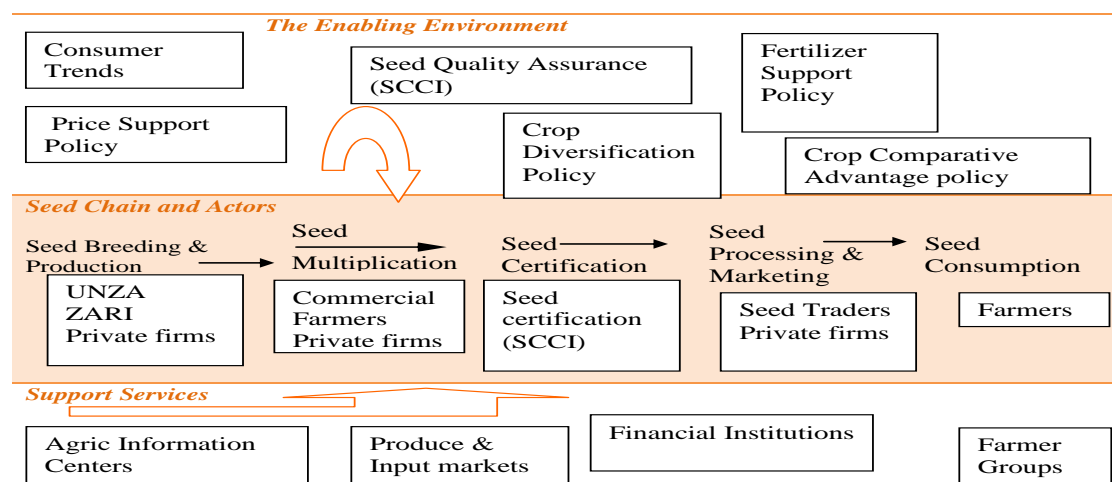 The Enabling Environment
Consumer
Trends
Seed Quality Assurance
(SCCI)
Fertilizer
Support
Policy
Price Support
Policy
Crop
Diversification
Policy
Crop Comparative
Advantage policy
Seed Chain and Actors
Seed Breeding &
Production
Seed
Multiplication
Seed
Certification
Seed
Processing &
Marketing
Seed
Consumption
UNZA
ZARI
Private firms
Commercial
Farmers
Private firms
Seed
certification
(SCCI)
Seed Traders
Private firms
Farmers
Support Services
Agric Information
Centers
Produce &
Input markets
Financial Institutions
Farmer
Groups